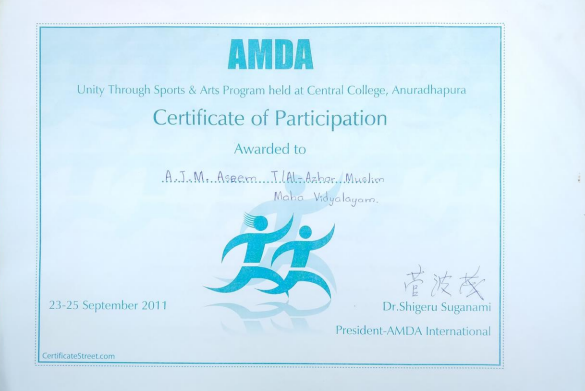 AMDA
Unity Through Sports & Arts Program held at Central College, Anuradhapura
Certificate of Participation
Awarded to
A.J.M. Aseem T/Al-Azhar Muslim
Maha Vidyalayam.
菅波茂
23-25 September 2011
Dr.Shigeru Suganami
President-AMDA International
CertificateStreet.com